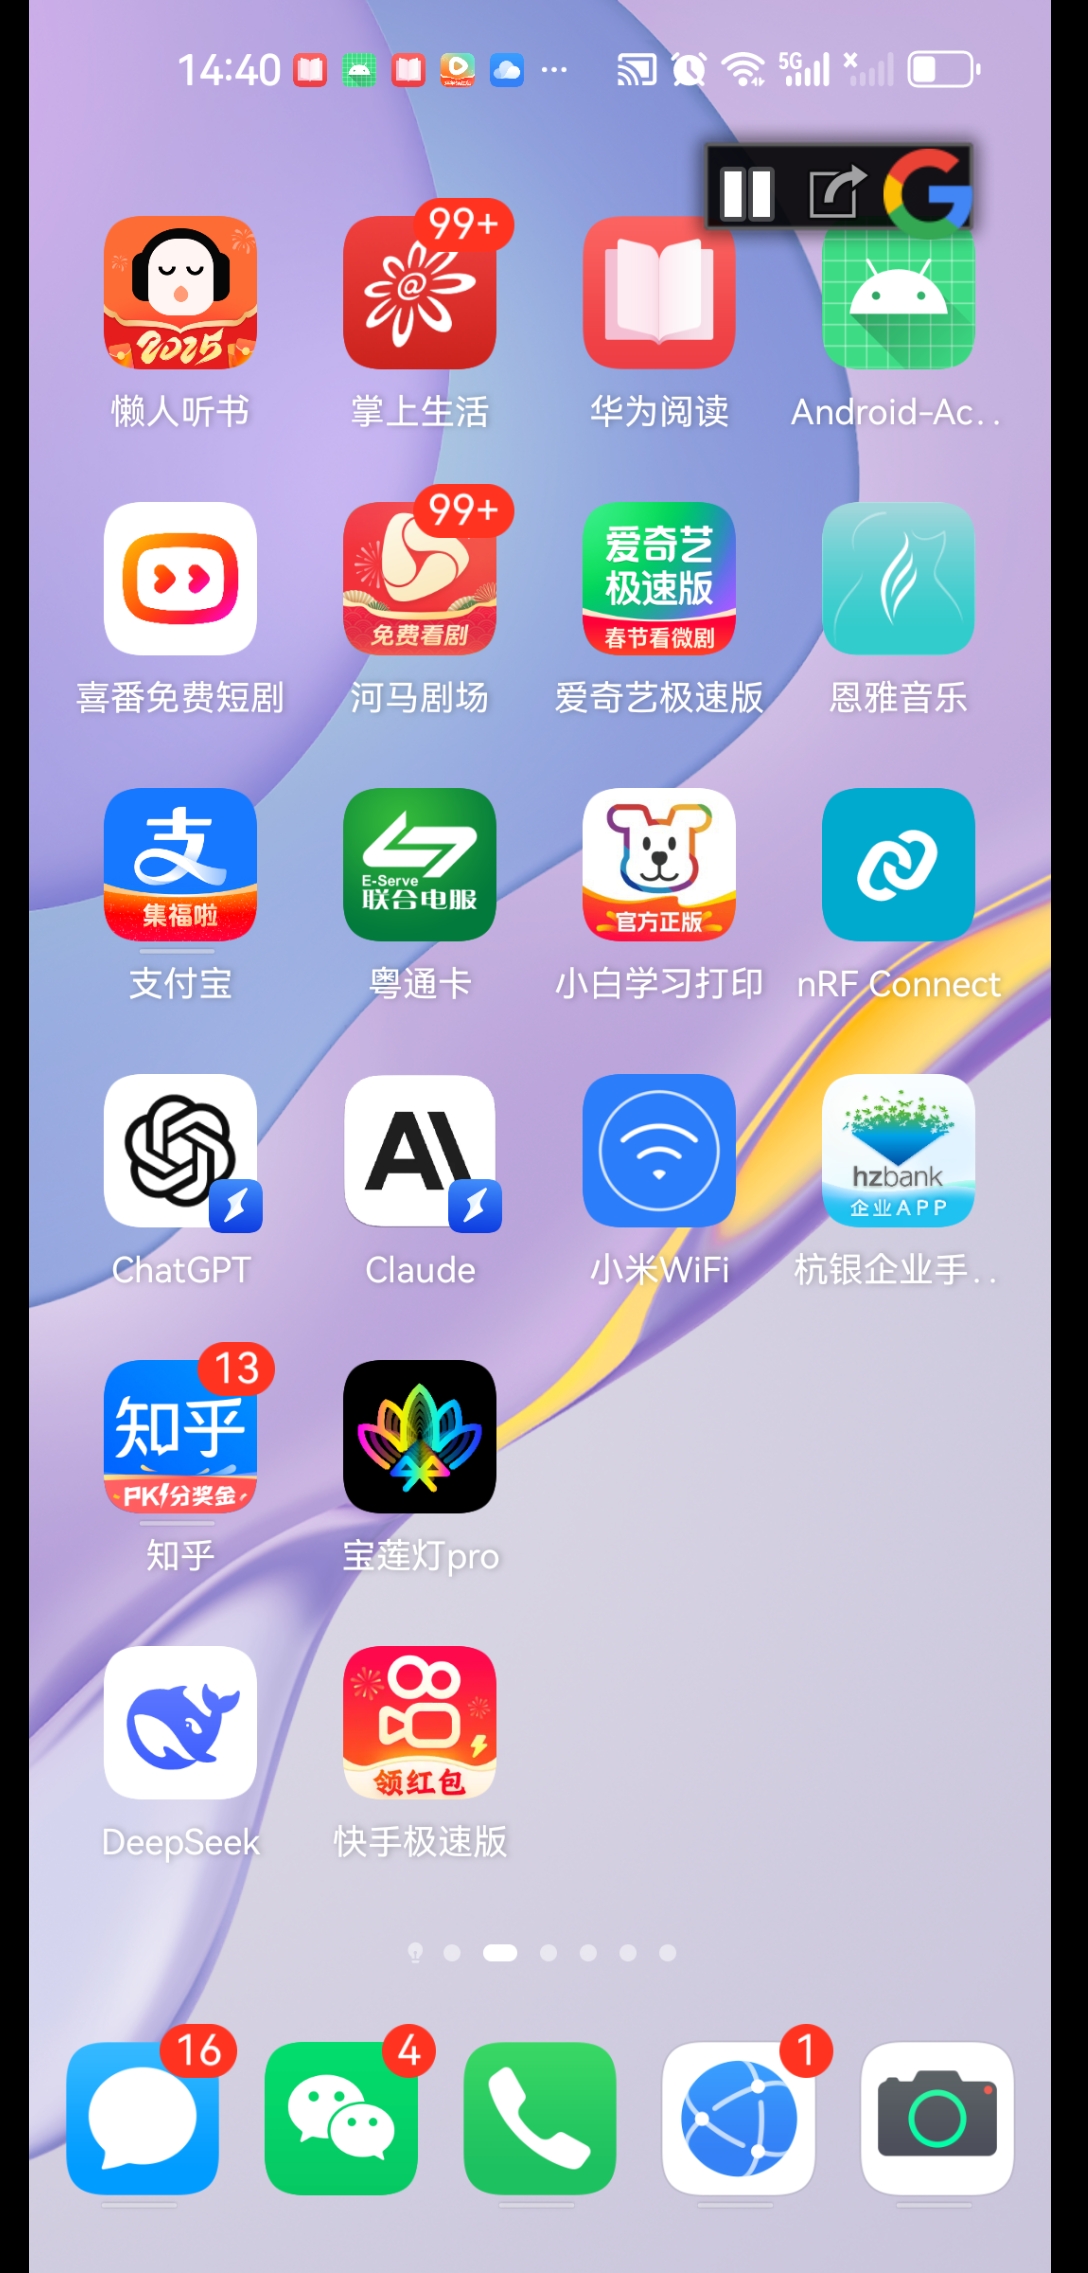 14:40
5G
99+
2025
懒人听书
掌上生活
华为阅读
Android-Ac..
99+
免费看剧
爱奇艺
极速版
春节看微剧
喜番免费短剧
河马剧场
爱奇艺极速版
恩雅音乐
支
集福啦
E-Serve
联合电服
官方正版
支付宝
粤通卡
小白学习打印
nRF Connect
hzbank
企业APP
ChatGPT
Claude
小米WiFi
杭银企业手..
13
知乎
PK分奖金
知乎
宝莲灯pro
领红包
DeepSeek
快手极速版
16
4
1